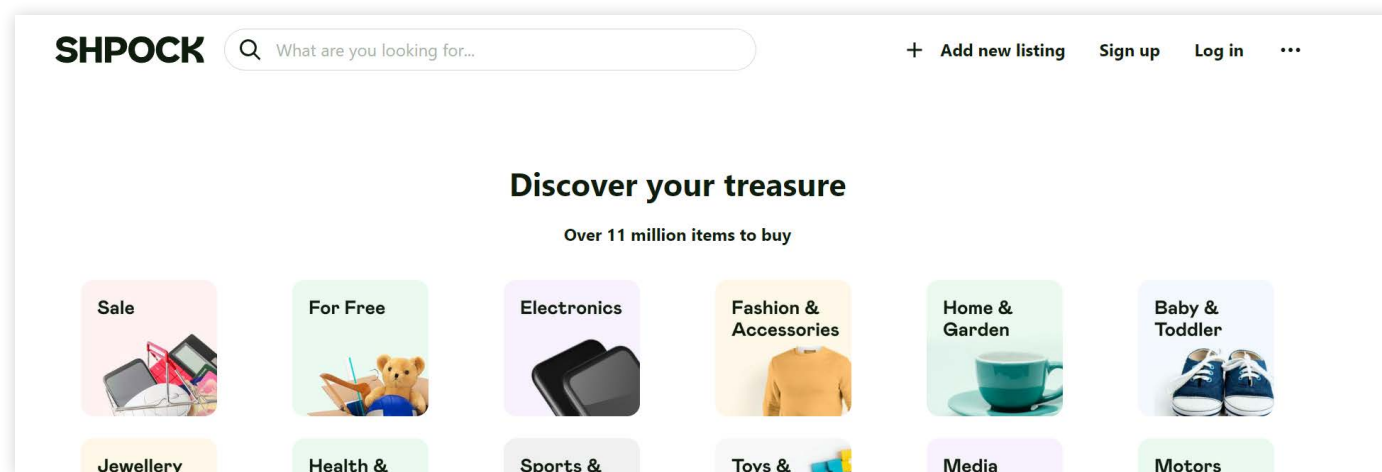 SHPOCK
What are you looking for...
+ Add new listing
Sign up
Log in
Discover your treasure
Over 11 million items to buy
Sale
For Free
Electronics
Fashion &
Accessories
Home &
Garden
Baby &
Toddler
Jewellery
Health &
Sports &
Toys &
Media
Motors